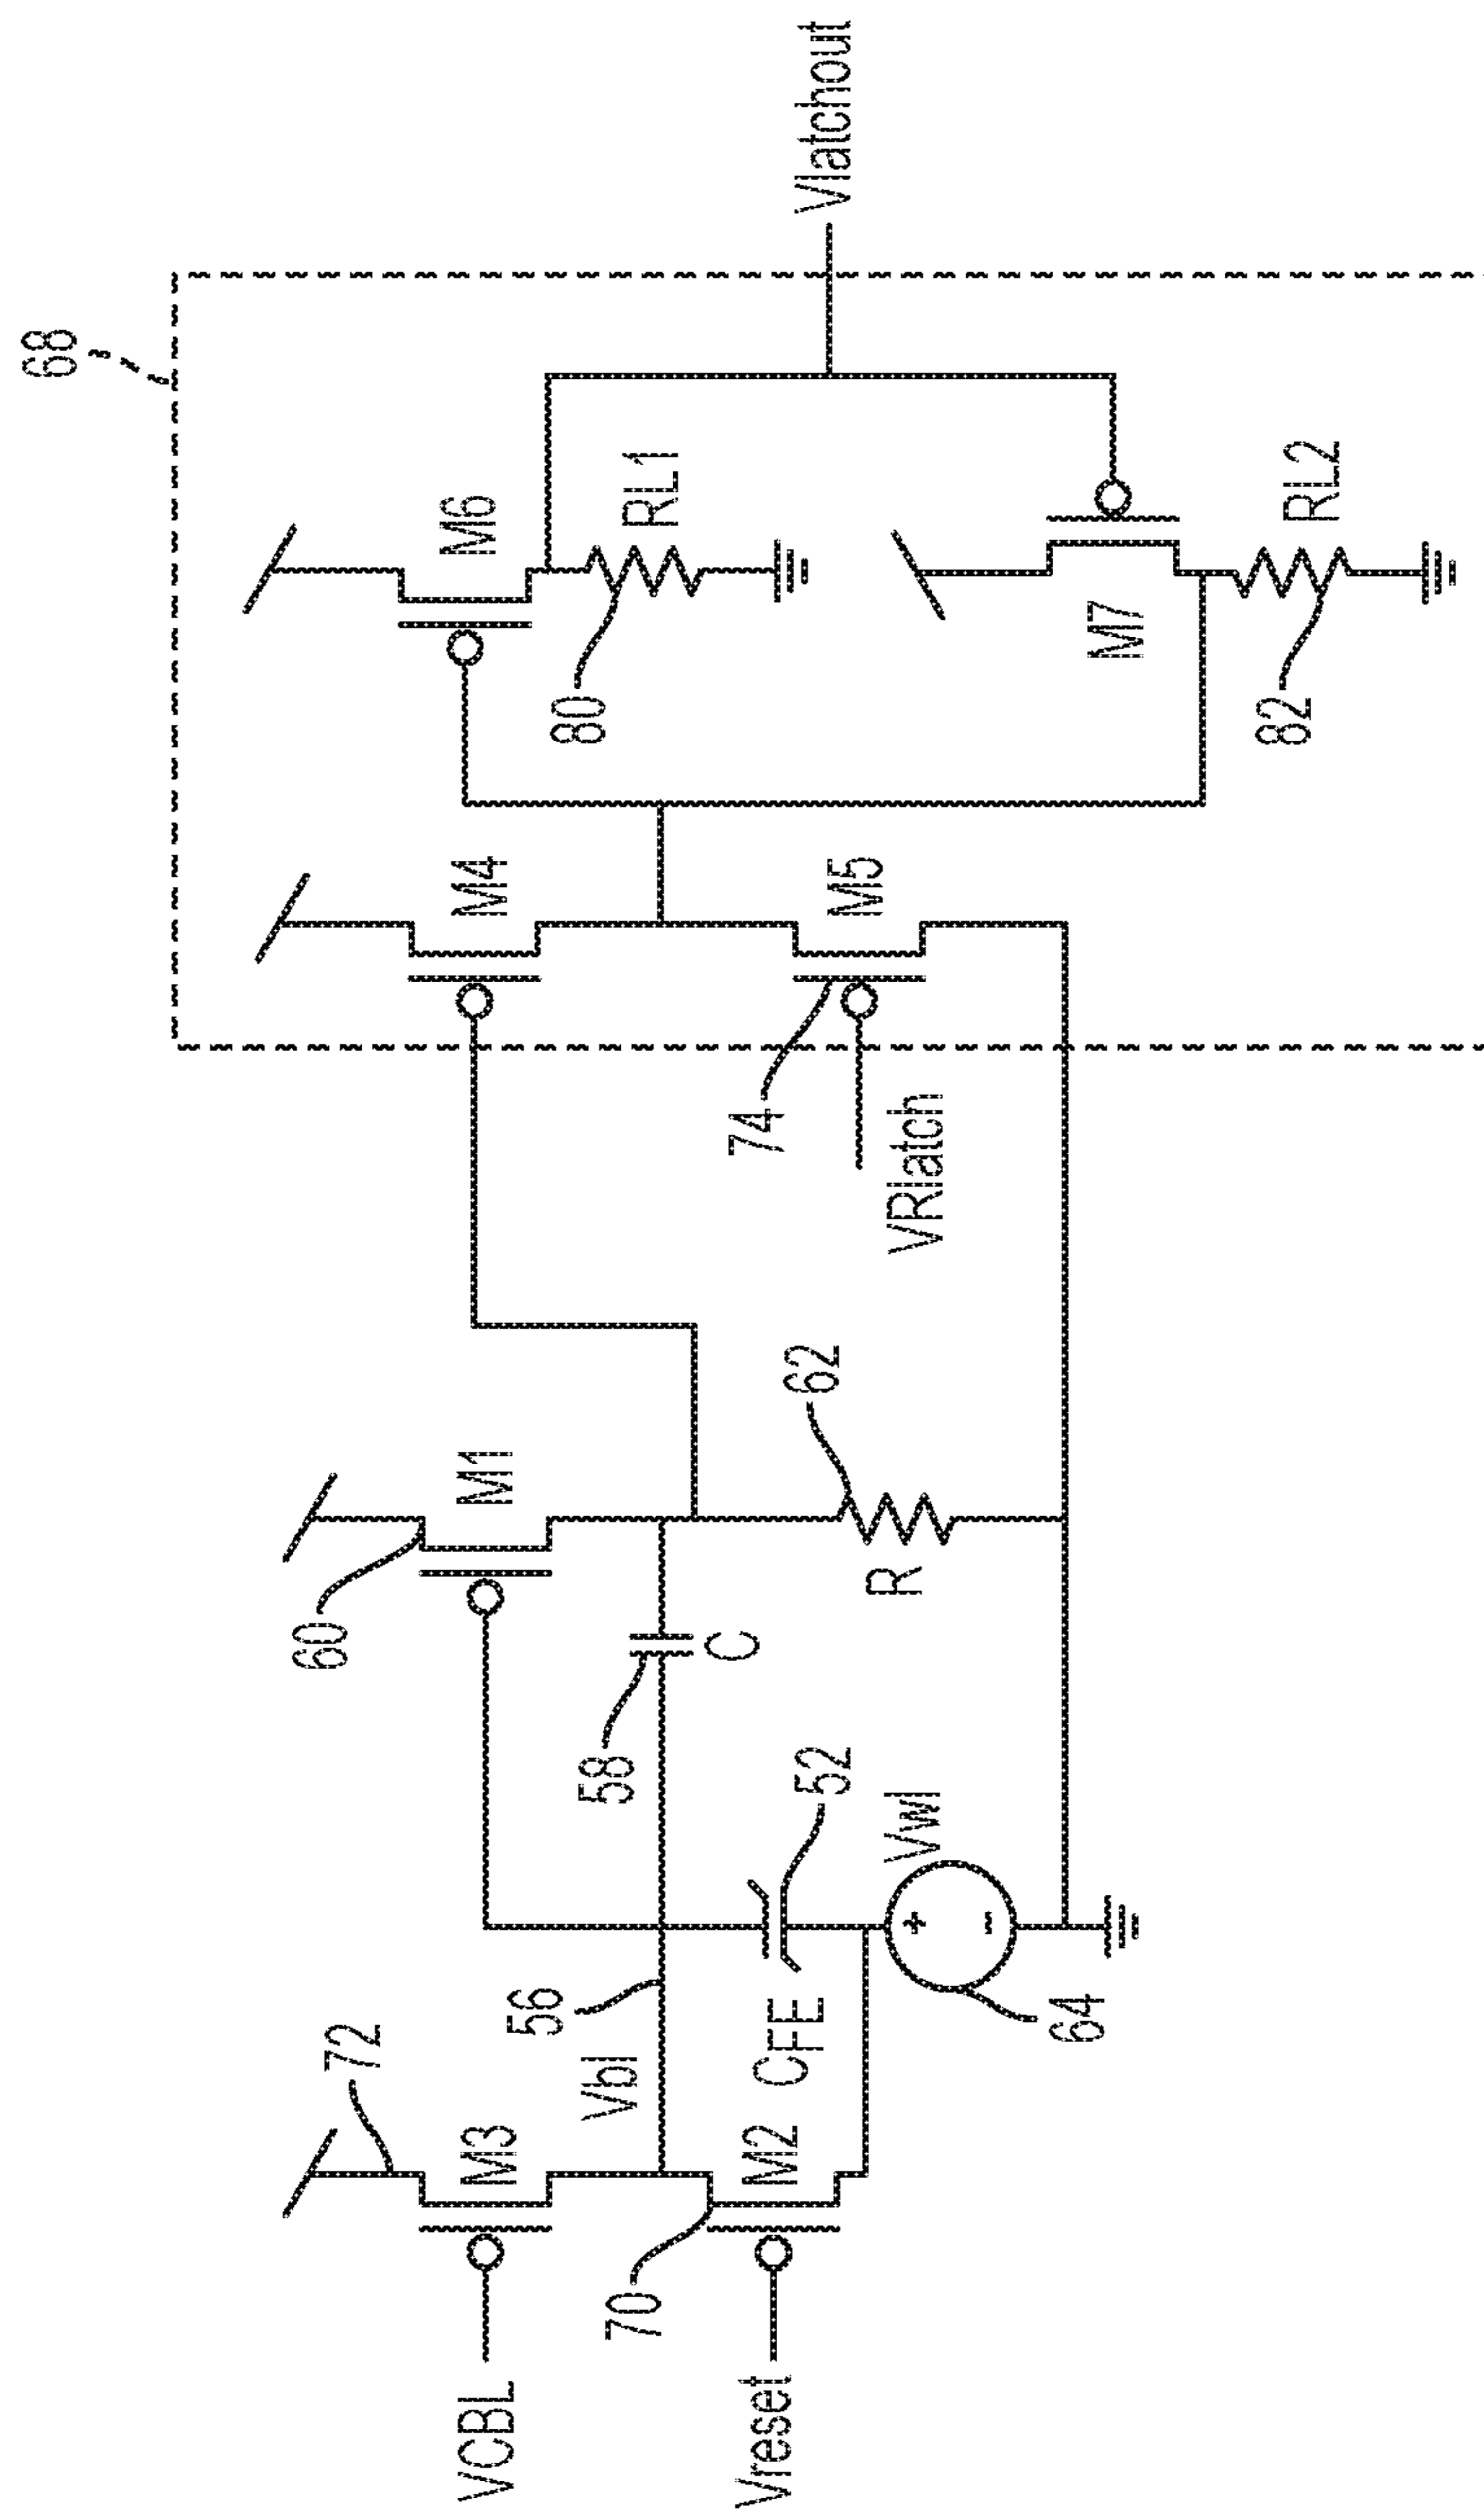 68
M6
RL1
80
Vlatchout
M7
RL2
82
M4
M5
74
VRlatch
M1
60
62
R
58
C
52
Vwl
64
72
M3
56
Vbl
CFE
M2
70
VCBL
Vreset
+
-